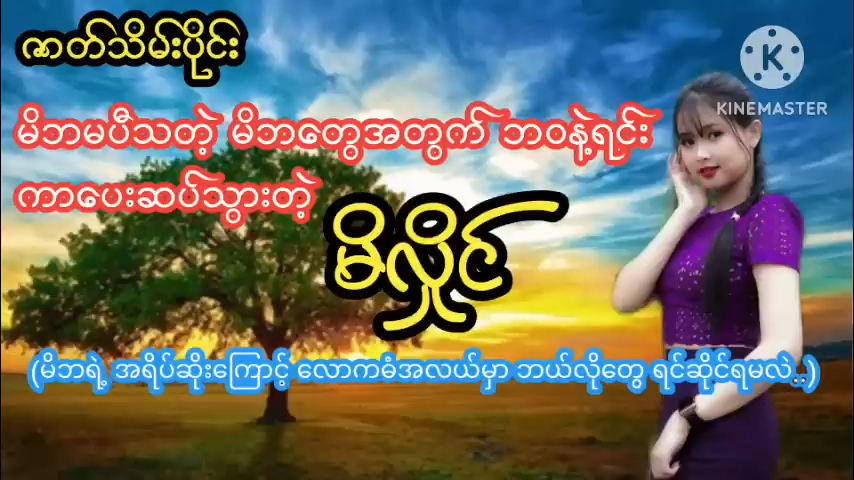 ဇာတ်သိမ်းပိုင်း
KINEMASTER
မိဘမပီသတဲ့ မိဘတွေအတွက် ဘဝနဲ့ရင်း
ကာပေးဆပ်သွားတဲ့
မိလှိုင်
(မိဘရဲ့ အရိပ်ဆိုးကြောင့် လောကဓံအလယ်မှာ ဘယ်လိုတွေ ရင်ဆိုင်ရမလဲ..)